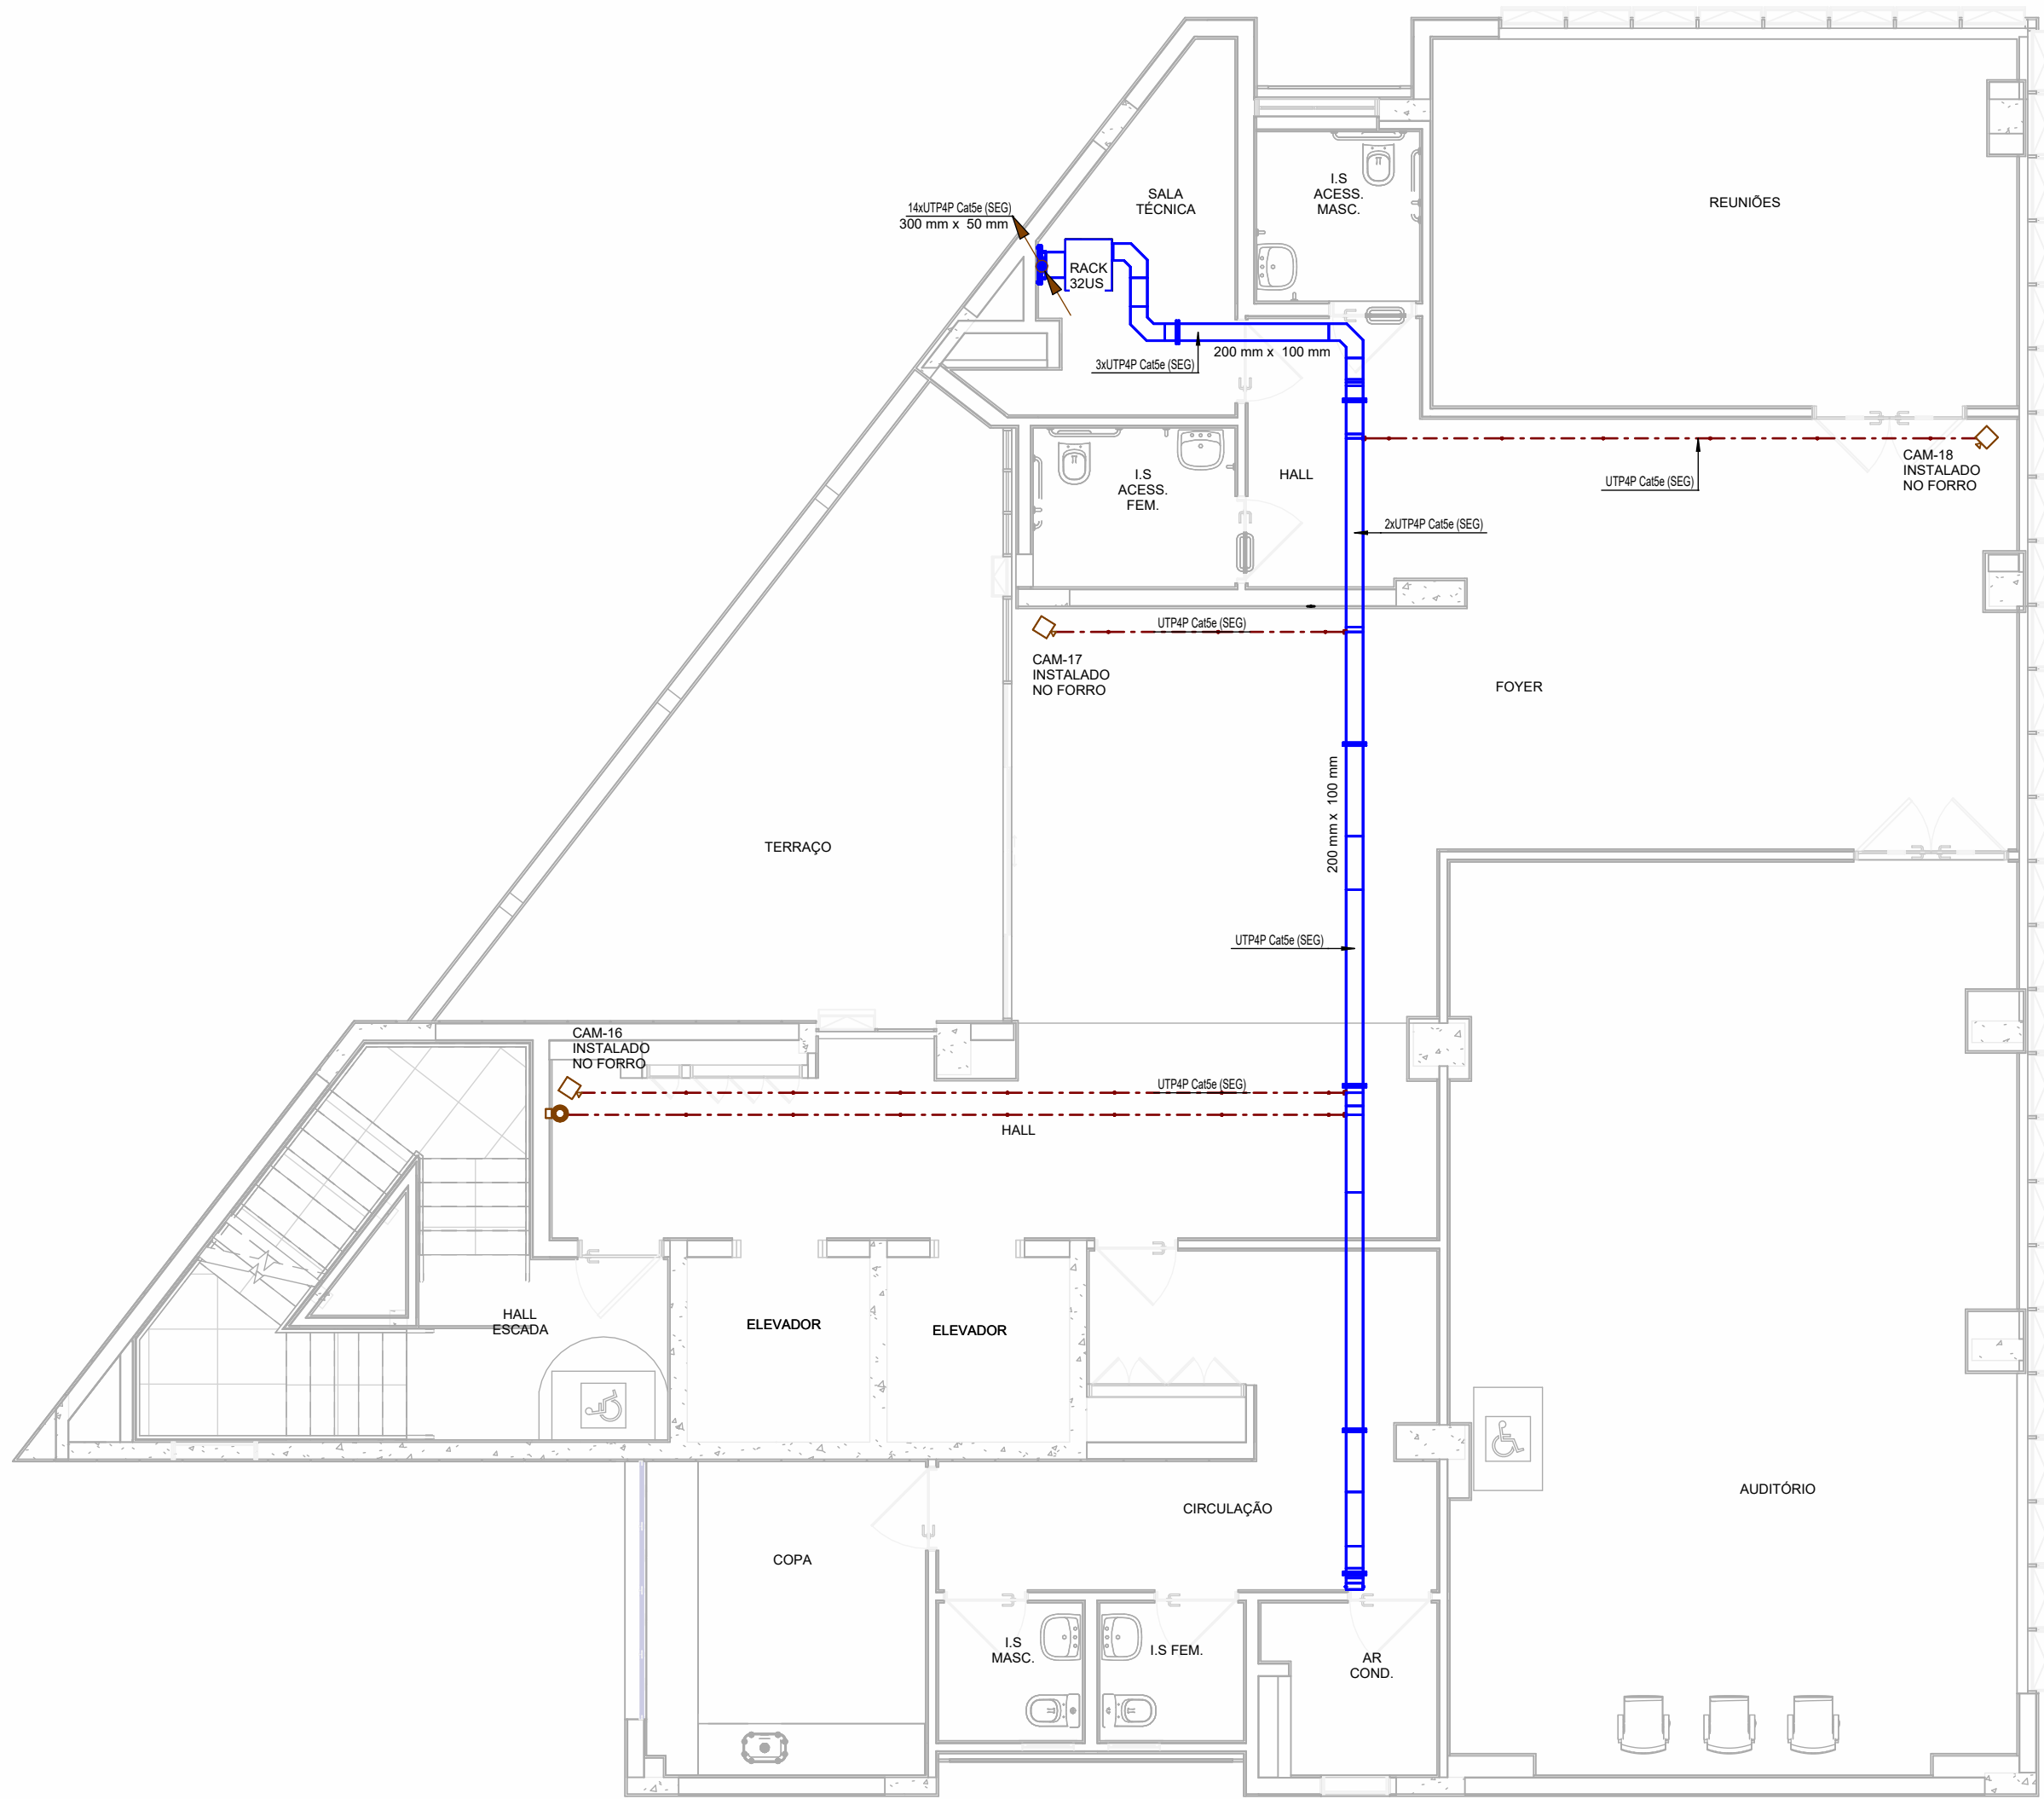 SALA
TÉCNICA
I.S
ACESS.
MASC.
REUNIÕES
14xUTP4P Cat5e (SEG)
300 mm x 50 mm
RACK
32US
200 mm x 100 mm
3xUTP4P Cat5e (SEG)
CAM-18
INSTALADO
NO FORRO
UTP4P Cat5e (SEG)
I.S
ACESS.
FEM.
HALL
2xUTP4P Cat5e (SEG)
UTP4P Cat5e (SEG)
CAM-17
INSTALADO
NO FORRO
FOYER
200 mm x 100 mm
TERRAÇO
UTP4P Cat5e (SEG)
CAM-16
INSTALADO
NO FORRO
UTP4P Cat5e (SEG)
HALL
HALL
ESCADA
ELEVADOR
ELEVADOR
AUDITÓRIO
CIRCULAÇÃO
COPA
I.S
MASC.
I.S FEM.
AR
COND.